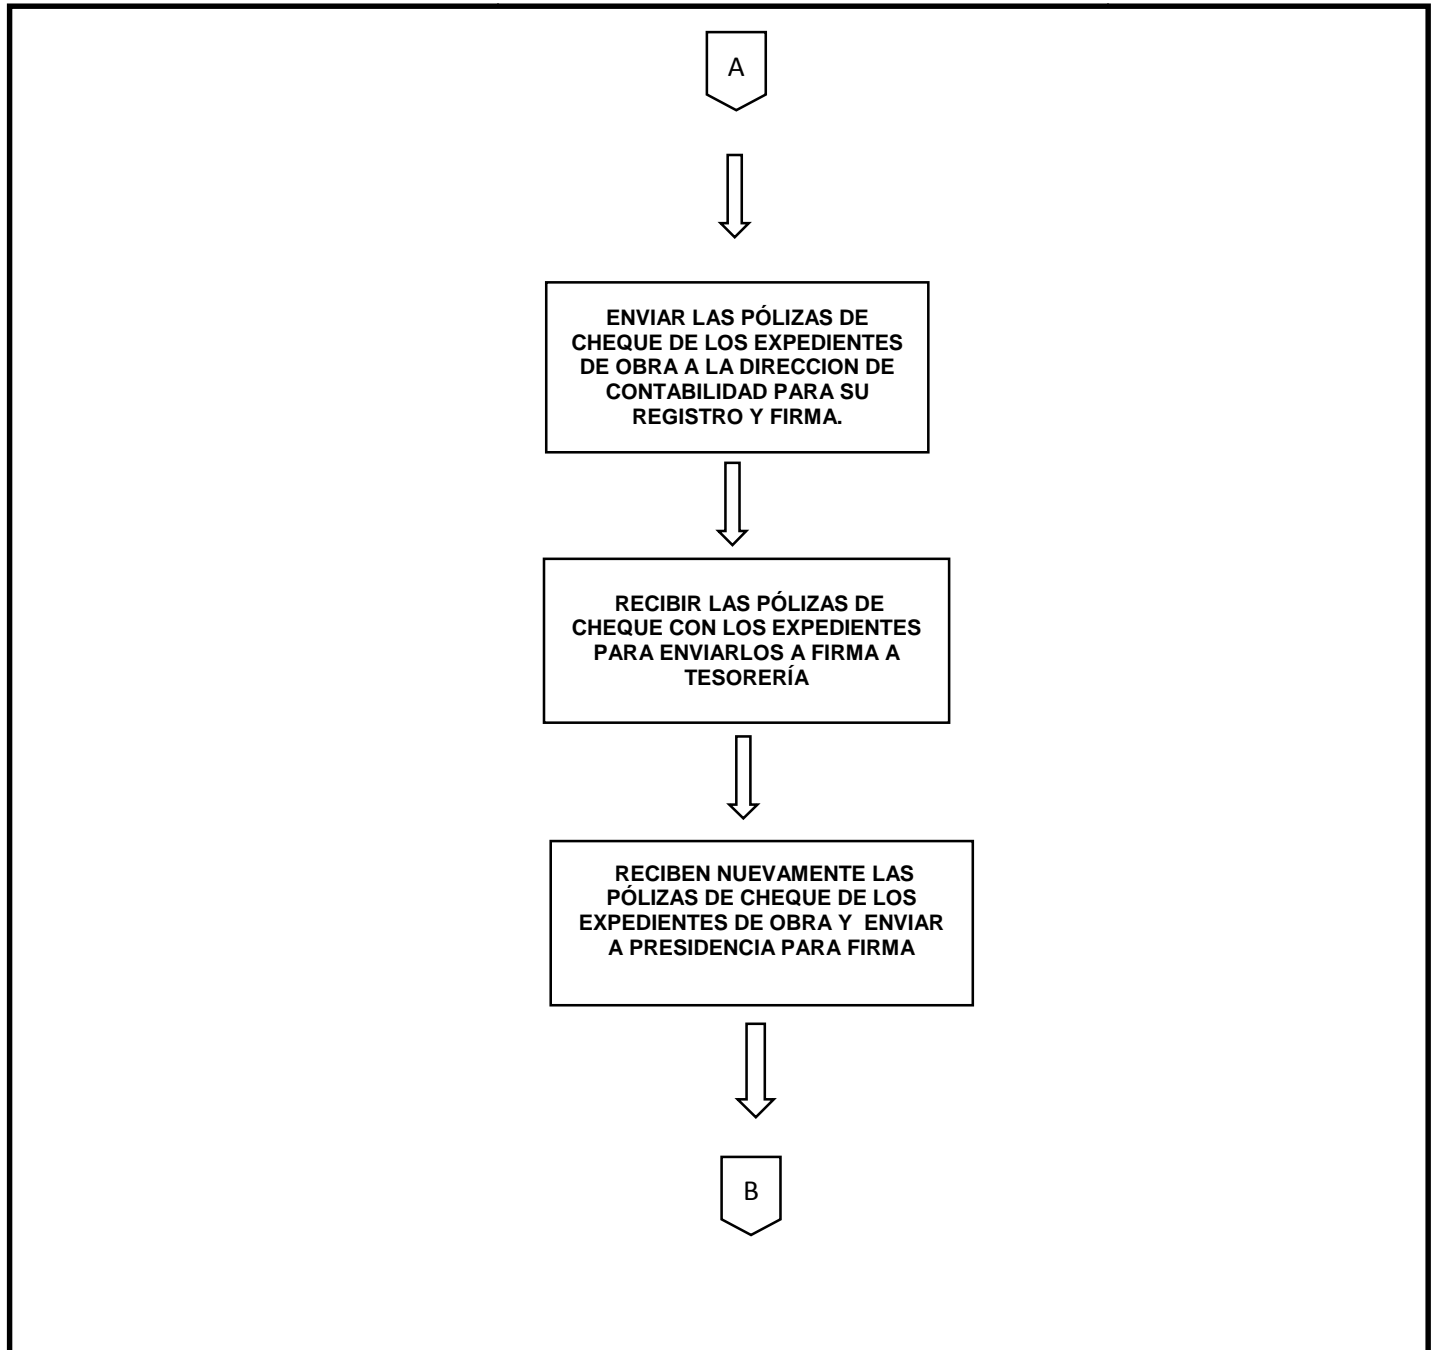 A
ENVIAR LAS PÓLIZAS DE
CHEQUE DE LOS EXPEDIENTES
DE OBRA A LA DIRECCION DE
CONTABILIDAD PARA SU
REGISTRO Y FIRMA.
RECIBIR LAS PÓLIZAS DE
CHEQUE CON LOS EXPEDIENTES
PARA ENVIARLOS A FIRMA A
TESORERÍA
RECIBEN NUEVAMENTE LAS
PÓLIZAS DE CHEQUE DE LOS
EXPEDIENTES DE OBRA Y  ENVIAR
A PRESIDENCIA PARA FIRMA
B